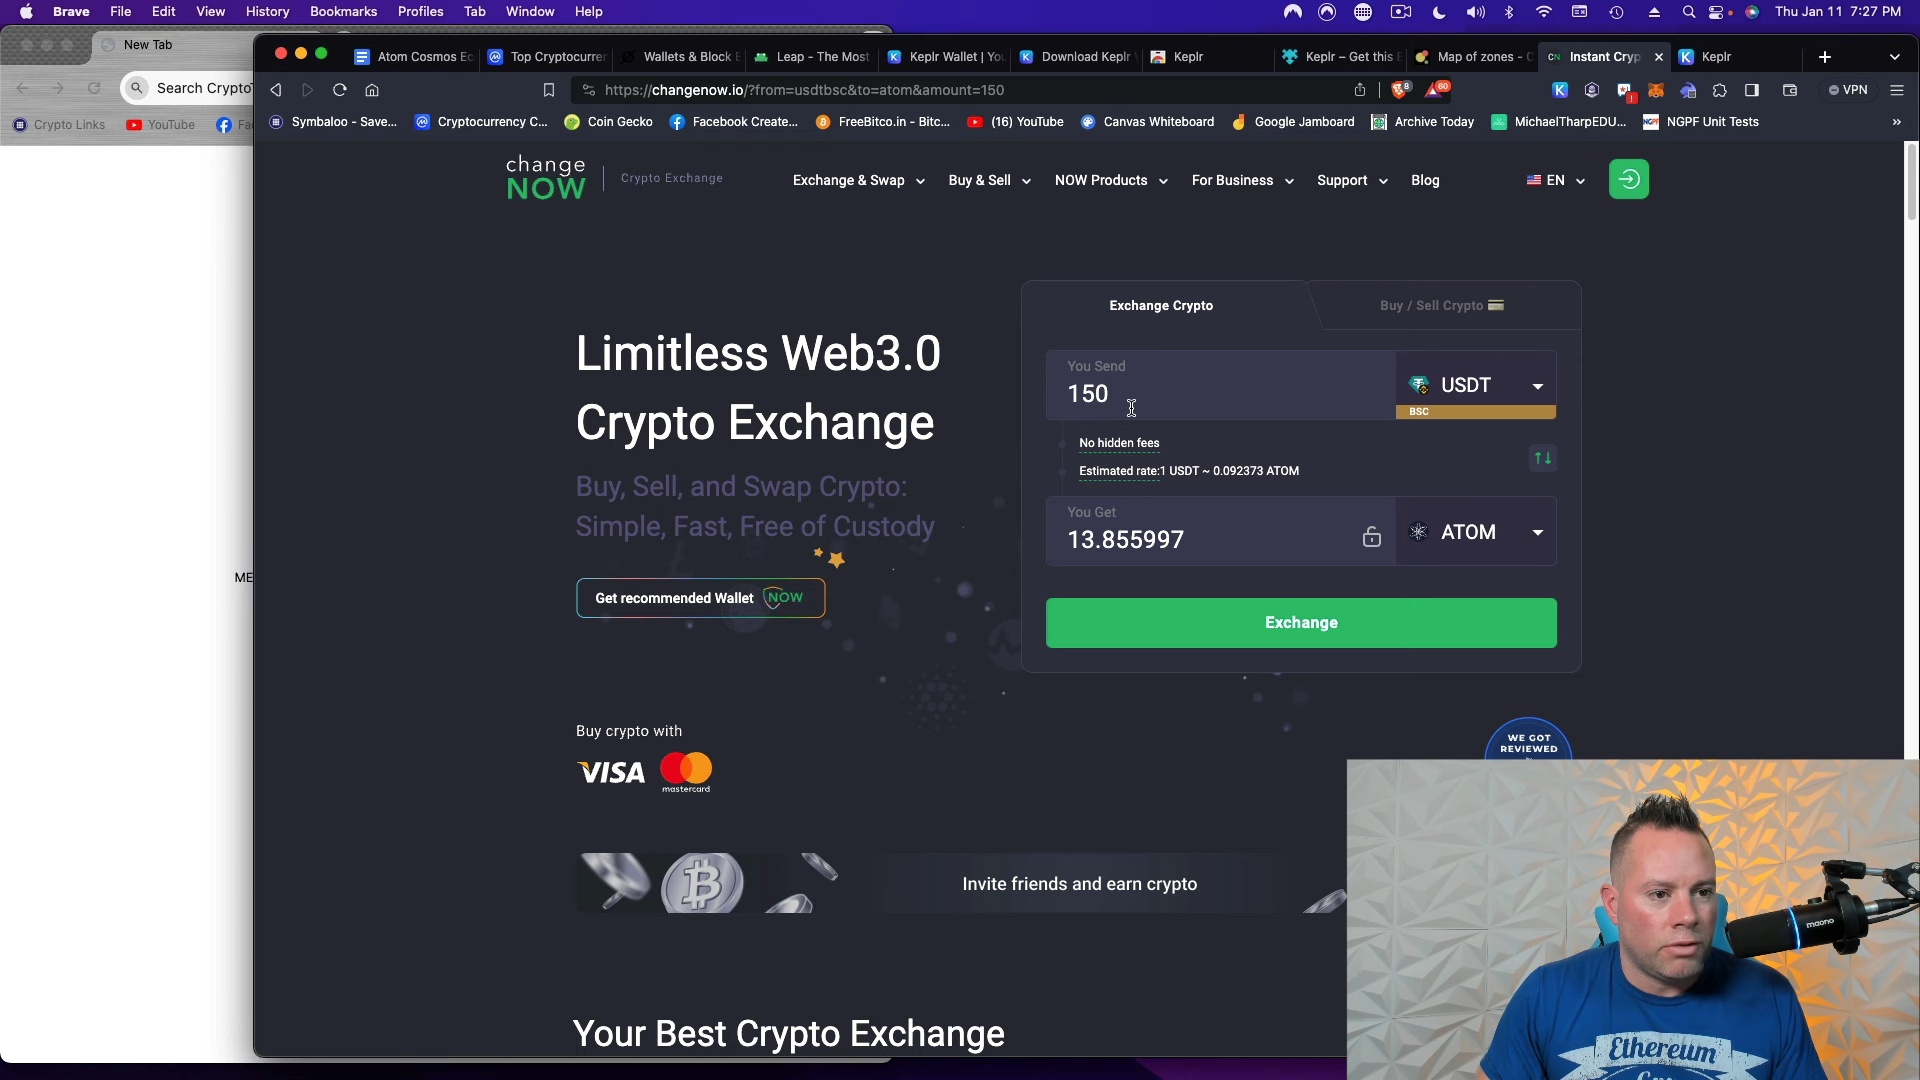 Brave File Edit View History Bookmarks Profiles Tab Window Help
Thu Jan 11 7:27 PM
New Tab
Search Crypto
Crypto Links YouTube
ME
Atom Cosmos Ec
Top Cryptocurrer
Wallets & Block E
Leap - The Most
Keplr Wallet | You
Download Keplr
Keplr
Keplr – Get this E
Map of zones - C
Instant Cryp
Keplr
https://changenow.io/?from=usdtbsc&to=atom&amount=150
8
60
VPN
Symbaloo - Save...
Cryptocurrency C...
Coin Gecko
Facebook Create...
FreeBitco.in - Bitc...
(16) YouTube
Canvas Whiteboard
Google Jamboard
Archive Today
MichaelTharpEDU...
NGPF Unit Tests
change
NOW
Crypto Exchange
Exchange & Swap
Buy & Sell
NOW Products
For Business
Support
Blog
EN
Limitless Web3.0
Crypto Exchange
Buy, Sell, and Swap Crypto:
Simple, Fast, Free of Custody
Get recommended Wallet NOW
Exchange Crypto
Buy / Sell Crypto
You Send
150
USDT
BSC
No hidden fees
Estimated rate:1 USDT ~ 0.092373 ATOM
You Get
13.855997
ATOM
Exchange
Buy crypto with
VISA
mastercard
WE GOT
REVIEWED
Invite friends and earn crypto
Your Best Crypto Exchange
maono
Ethereum